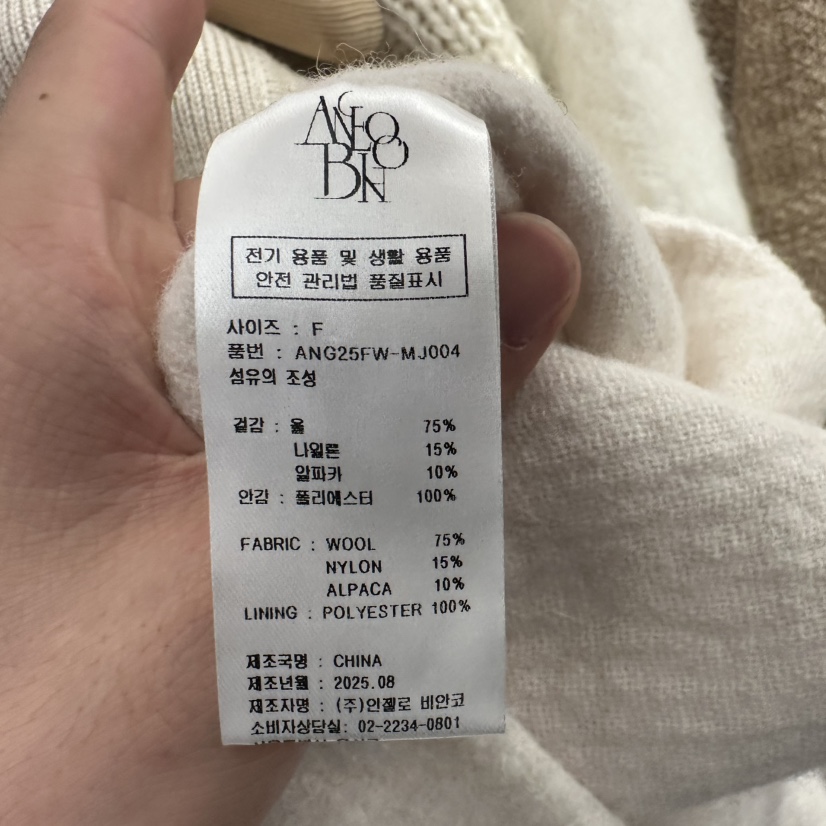 ANGELO
BIANCO
전기 용품 및 생활 용품
안전 관리법 품질표시
사이즈 : F
품번 : ANG25FW-MJ004
섬유의 조성
겉감 : 울 75%
나일론 15%
알파카 10%
안감 : 폴리에스터 100%
FABRIC : WOOL 75%
NYLON 15%
ALPACA 10%
LINING : POLYESTER 100%
제조국명 : CHINA
제조년월 : 2025.08
제조자명 : (주)안젤로 비안코
소비자상담실: 02-2234-0801